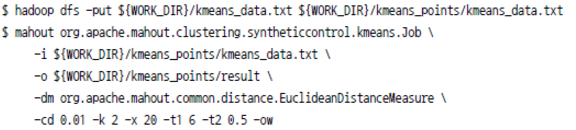 $ hadoop dfs -put ${WORK_DIR}/kmeans_data.txt ${WORK_DIR}/kmeans_points/kmeans_data.txt
$ mahout org.apache.mahout.clustering.syntheticcontrol.kmeans.Job \
-i ${WORK_DIR}/kmeans_points/kmeans_data.txt \
-o ${WORK_DIR}/kmeans_points/result \
-dm org.apache.mahout.common.distance.EuclideanDistanceMeasure \
-cd 0.01 -k 2 -x 20 -t1 6 -t2 0.5 -ow